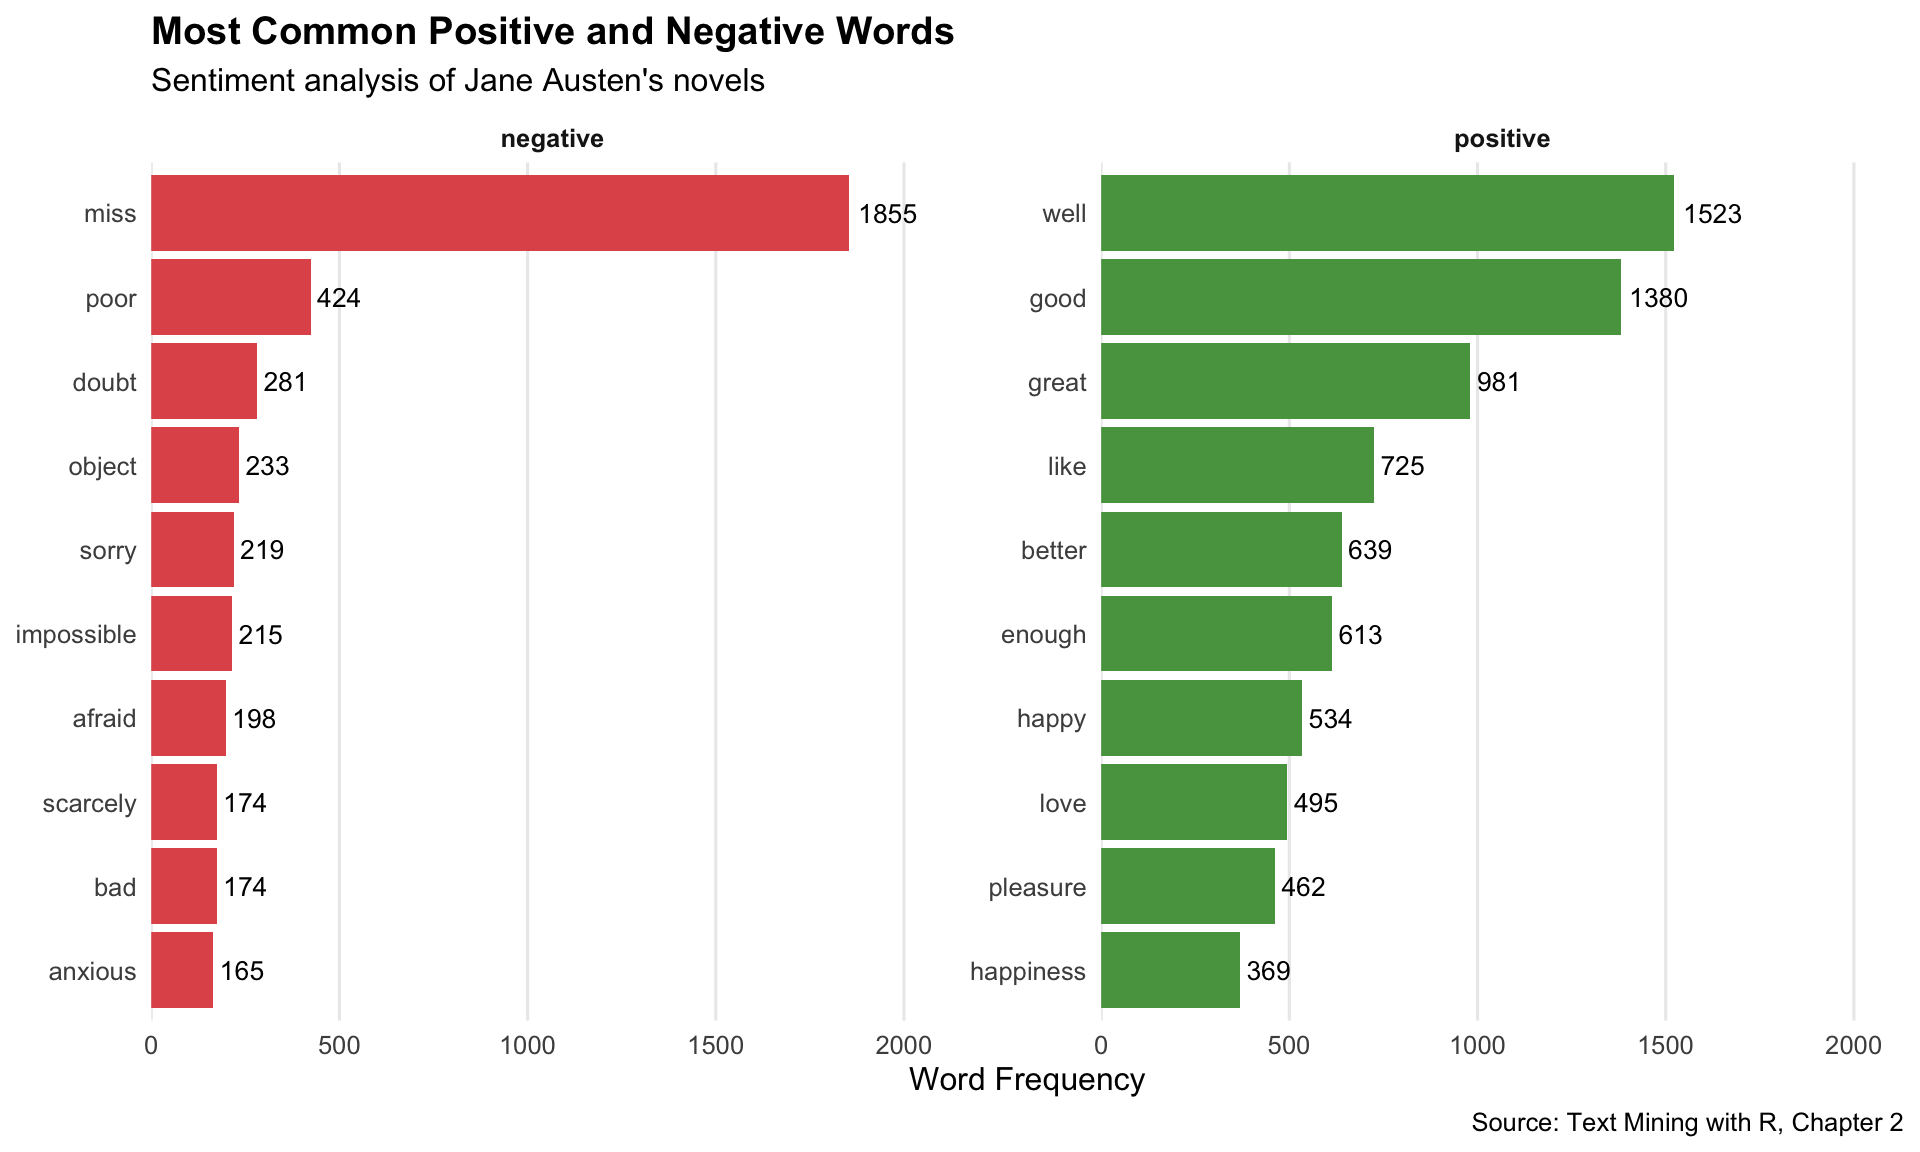 Most Common Positive and Negative Words
Sentiment analysis of Jane Austen's novels
negative
miss 1855
poor 424
doubt 281
object 233
sorry 219
impossible 215
afraid 198
scarcely 174
bad 174
anxious 165
0 500 1000 1500 2000
positive
well 1523
good 1380
great 981
like 725
better 639
enough 613
happy 534
love 495
pleasure 462
happiness 369
0 500 1000 1500 2000
Word Frequency
Source: Text Mining with R, Chapter 2